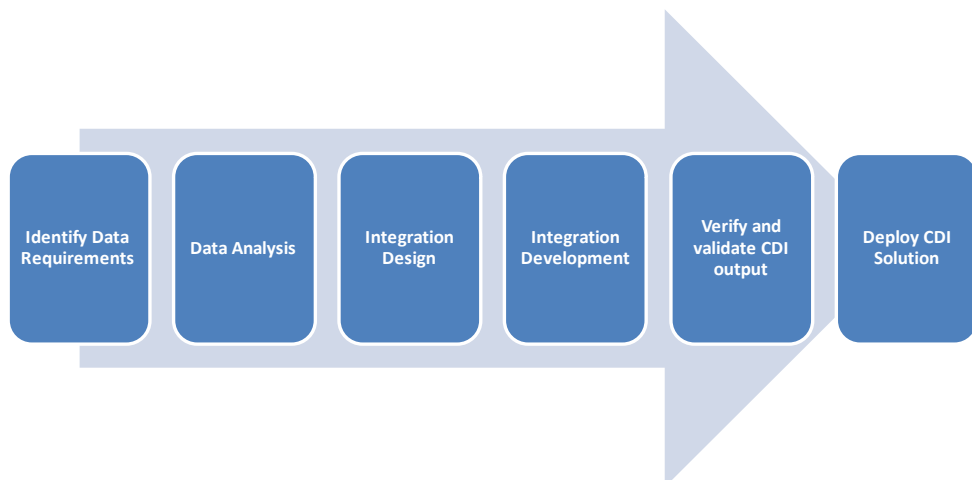 Identify Data
Requirements
Data Analysis
Integration
Design
Integration
Development
Verify and
validate CDI
output
Deploy CDI
Solution